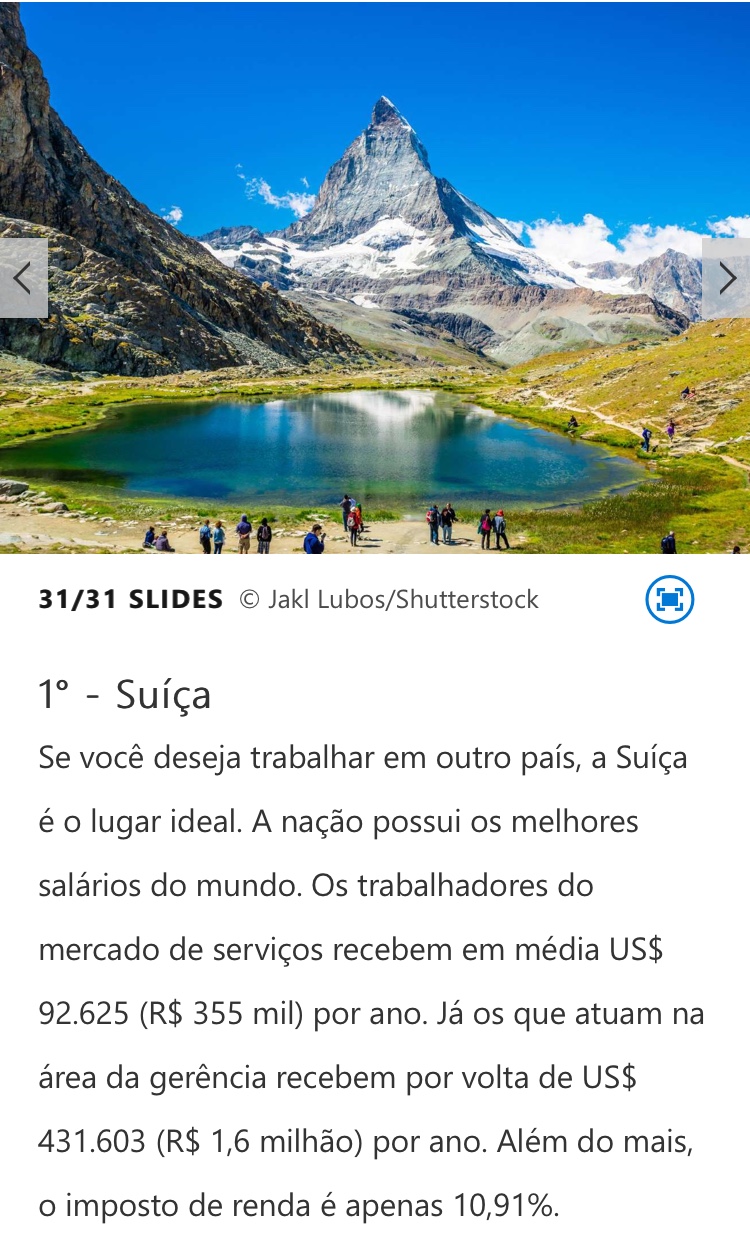 31/31 SLIDES © Jakl Lubos/Shutterstock
1° - Suíça
Se você deseja trabalhar em outro país, a Suíça
é o lugar ideal. A nação possui os melhores
salários do mundo. Os trabalhadores do
mercado de serviços recebem em média US$
92.625 (R$ 355 mil) por ano. Já os que atuam na
área da gerência recebem por volta de US$
431.603 (R$ 1,6 milhão) por ano. Além do mais,
o imposto de renda é apenas 10,91%.